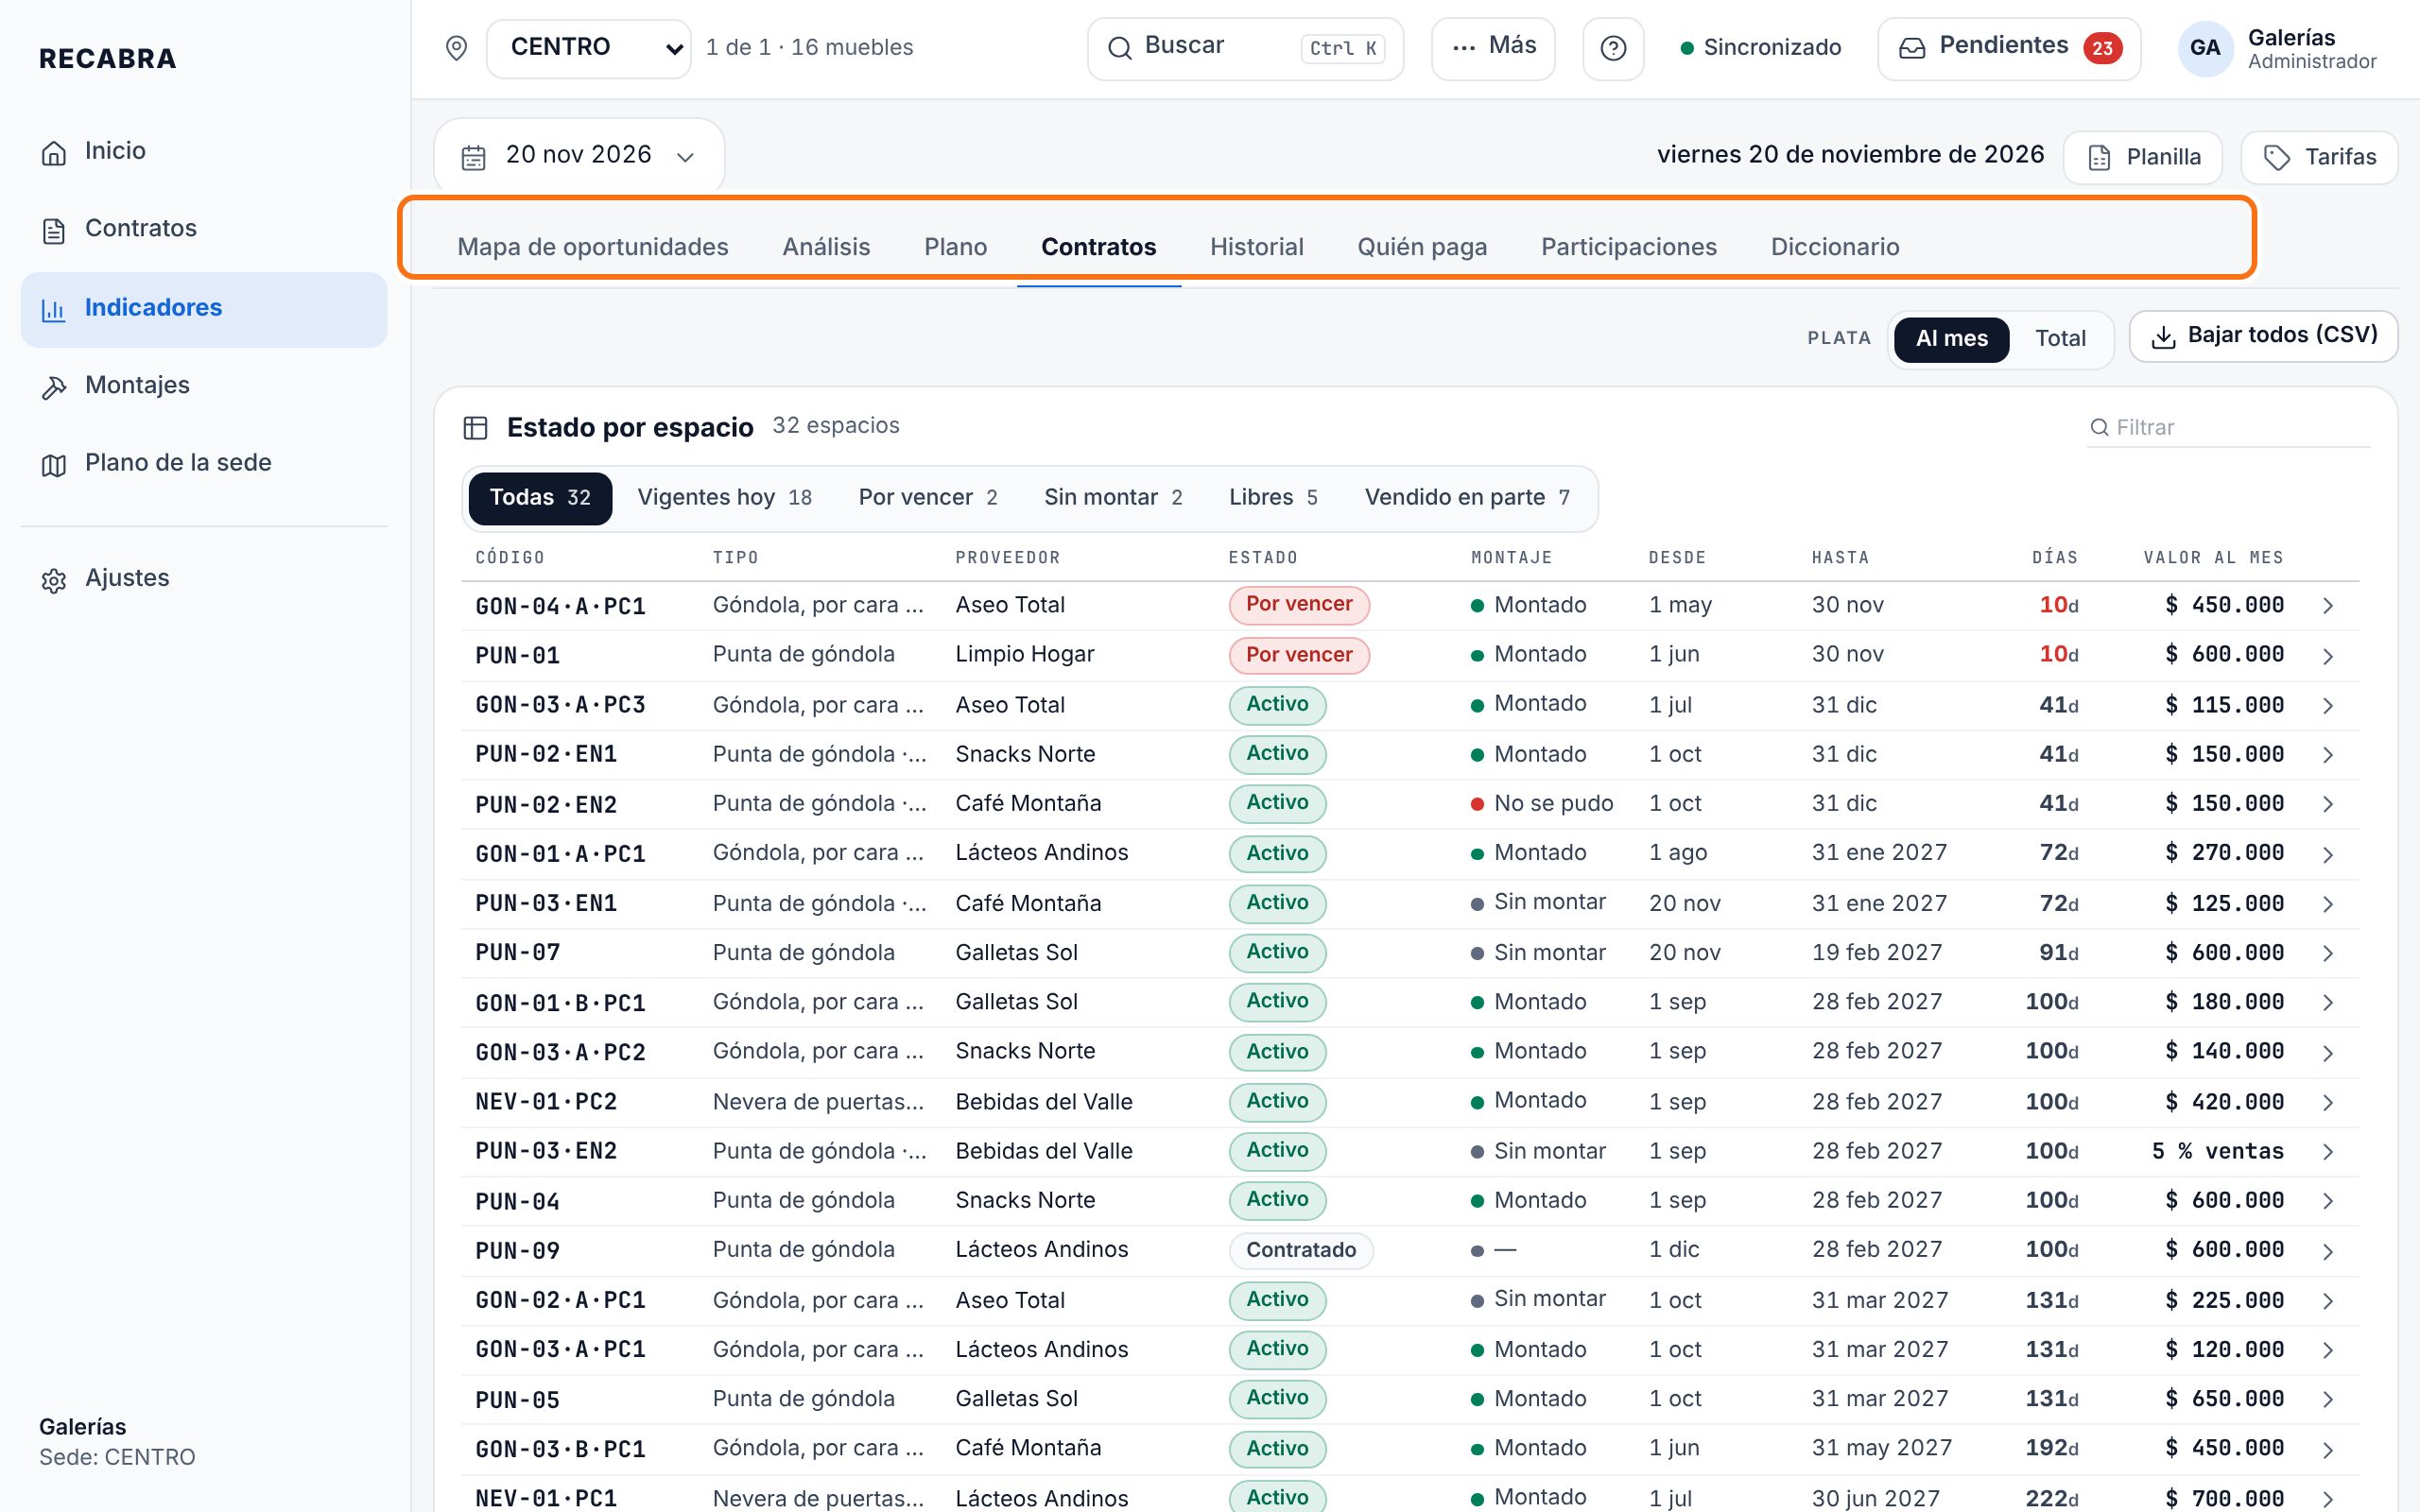 RECABRA
Inicio
Contratos
Indicadores
Montajes
Plano de la sede
Ajustes
Galerías
Sede: CENTRO
CENTRO 1 de 1 · 16 muebles Buscar Ctrl K ··· Más Sincronizado Pendientes 23 GA Galerías
Administrador
20 nov 2026 viernes 20 de noviembre de 2026 Planilla Tarifas
Mapa de oportunidades Análisis Plano Contratos Historial Quién paga Participaciones Diccionario
PLATA Al mes Total Bajar todos (CSV)
Estado por espacio 32 espacios Filtrar
Todas 32 Vigentes hoy 18 Por vencer 2 Sin montar 2 Libres 5 Vendido en parte 7
CÓDIGO TIPO PROVEEDOR ESTADO MONTAJE DESDE HASTA DÍAS VALOR AL MES
GON-04·A·PC1 Góndola, por cara ... Aseo Total Por vencer Montado 1 may 30 nov 10d $ 450.000
PUN-01 Punta de góndola Limpio Hogar Por vencer Montado 1 jun 30 nov 10d $ 600.000
GON-03·A·PC3 Góndola, por cara ... Aseo Total Activo Montado 1 jul 31 dic 41d $ 115.000
PUN-02·EN1 Punta de góndola ·... Snacks Norte Activo Montado 1 oct 31 dic 41d $ 150.000
PUN-02·EN2 Punta de góndola ·... Café Montaña Activo No se pudo 1 oct 31 dic 41d $ 150.000
GON-01·A·PC1 Góndola, por cara ... Lácteos Andinos Activo Montado 1 ago 31 ene 2027 72d $ 270.000
PUN-03·EN1 Punta de góndola ·... Café Montaña Activo Sin montar 20 nov 31 ene 2027 72d $ 125.000
PUN-07 Punta de góndola Galletas Sol Activo Sin montar 20 nov 19 feb 2027 91d $ 600.000
GON-01·B·PC1 Góndola, por cara ... Galletas Sol Activo Montado 1 sep 28 feb 2027 100d $ 180.000
GON-03·A·PC2 Góndola, por cara ... Snacks Norte Activo Montado 1 sep 28 feb 2027 100d $ 140.000
NEV-01·PC2 Nevera de puertas... Bebidas del Valle Activo Montado 1 sep 28 feb 2027 100d $ 420.000
PUN-03·EN2 Punta de góndola ·... Bebidas del Valle Activo Sin montar 1 sep 28 feb 2027 100d 5 % ventas
PUN-04 Punta de góndola Snacks Norte Activo Montado 1 sep 28 feb 2027 100d $ 600.000
PUN-09 Punta de góndola Lácteos Andinos Contratado — 1 dic 28 feb 2027 100d $ 600.000
GON-02·A·PC1 Góndola, por cara ... Aseo Total Activo Sin montar 1 oct 31 mar 2027 131d $ 225.000
GON-03·A·PC1 Góndola, por cara ... Lácteos Andinos Activo Montado 1 oct 31 mar 2027 131d $ 120.000
PUN-05 Punta de góndola Galletas Sol Activo Montado 1 oct 31 mar 2027 131d $ 650.000
GON-03·B·PC1 Góndola, por cara ... Café Montaña Activo Montado 1 jun 31 may 2027 192d $ 450.000
NEV-01·PC1 Nevera de puertas... Lácteos Andinos Activo Montado 1 jul 30 jun 2027 222d $ 700.000